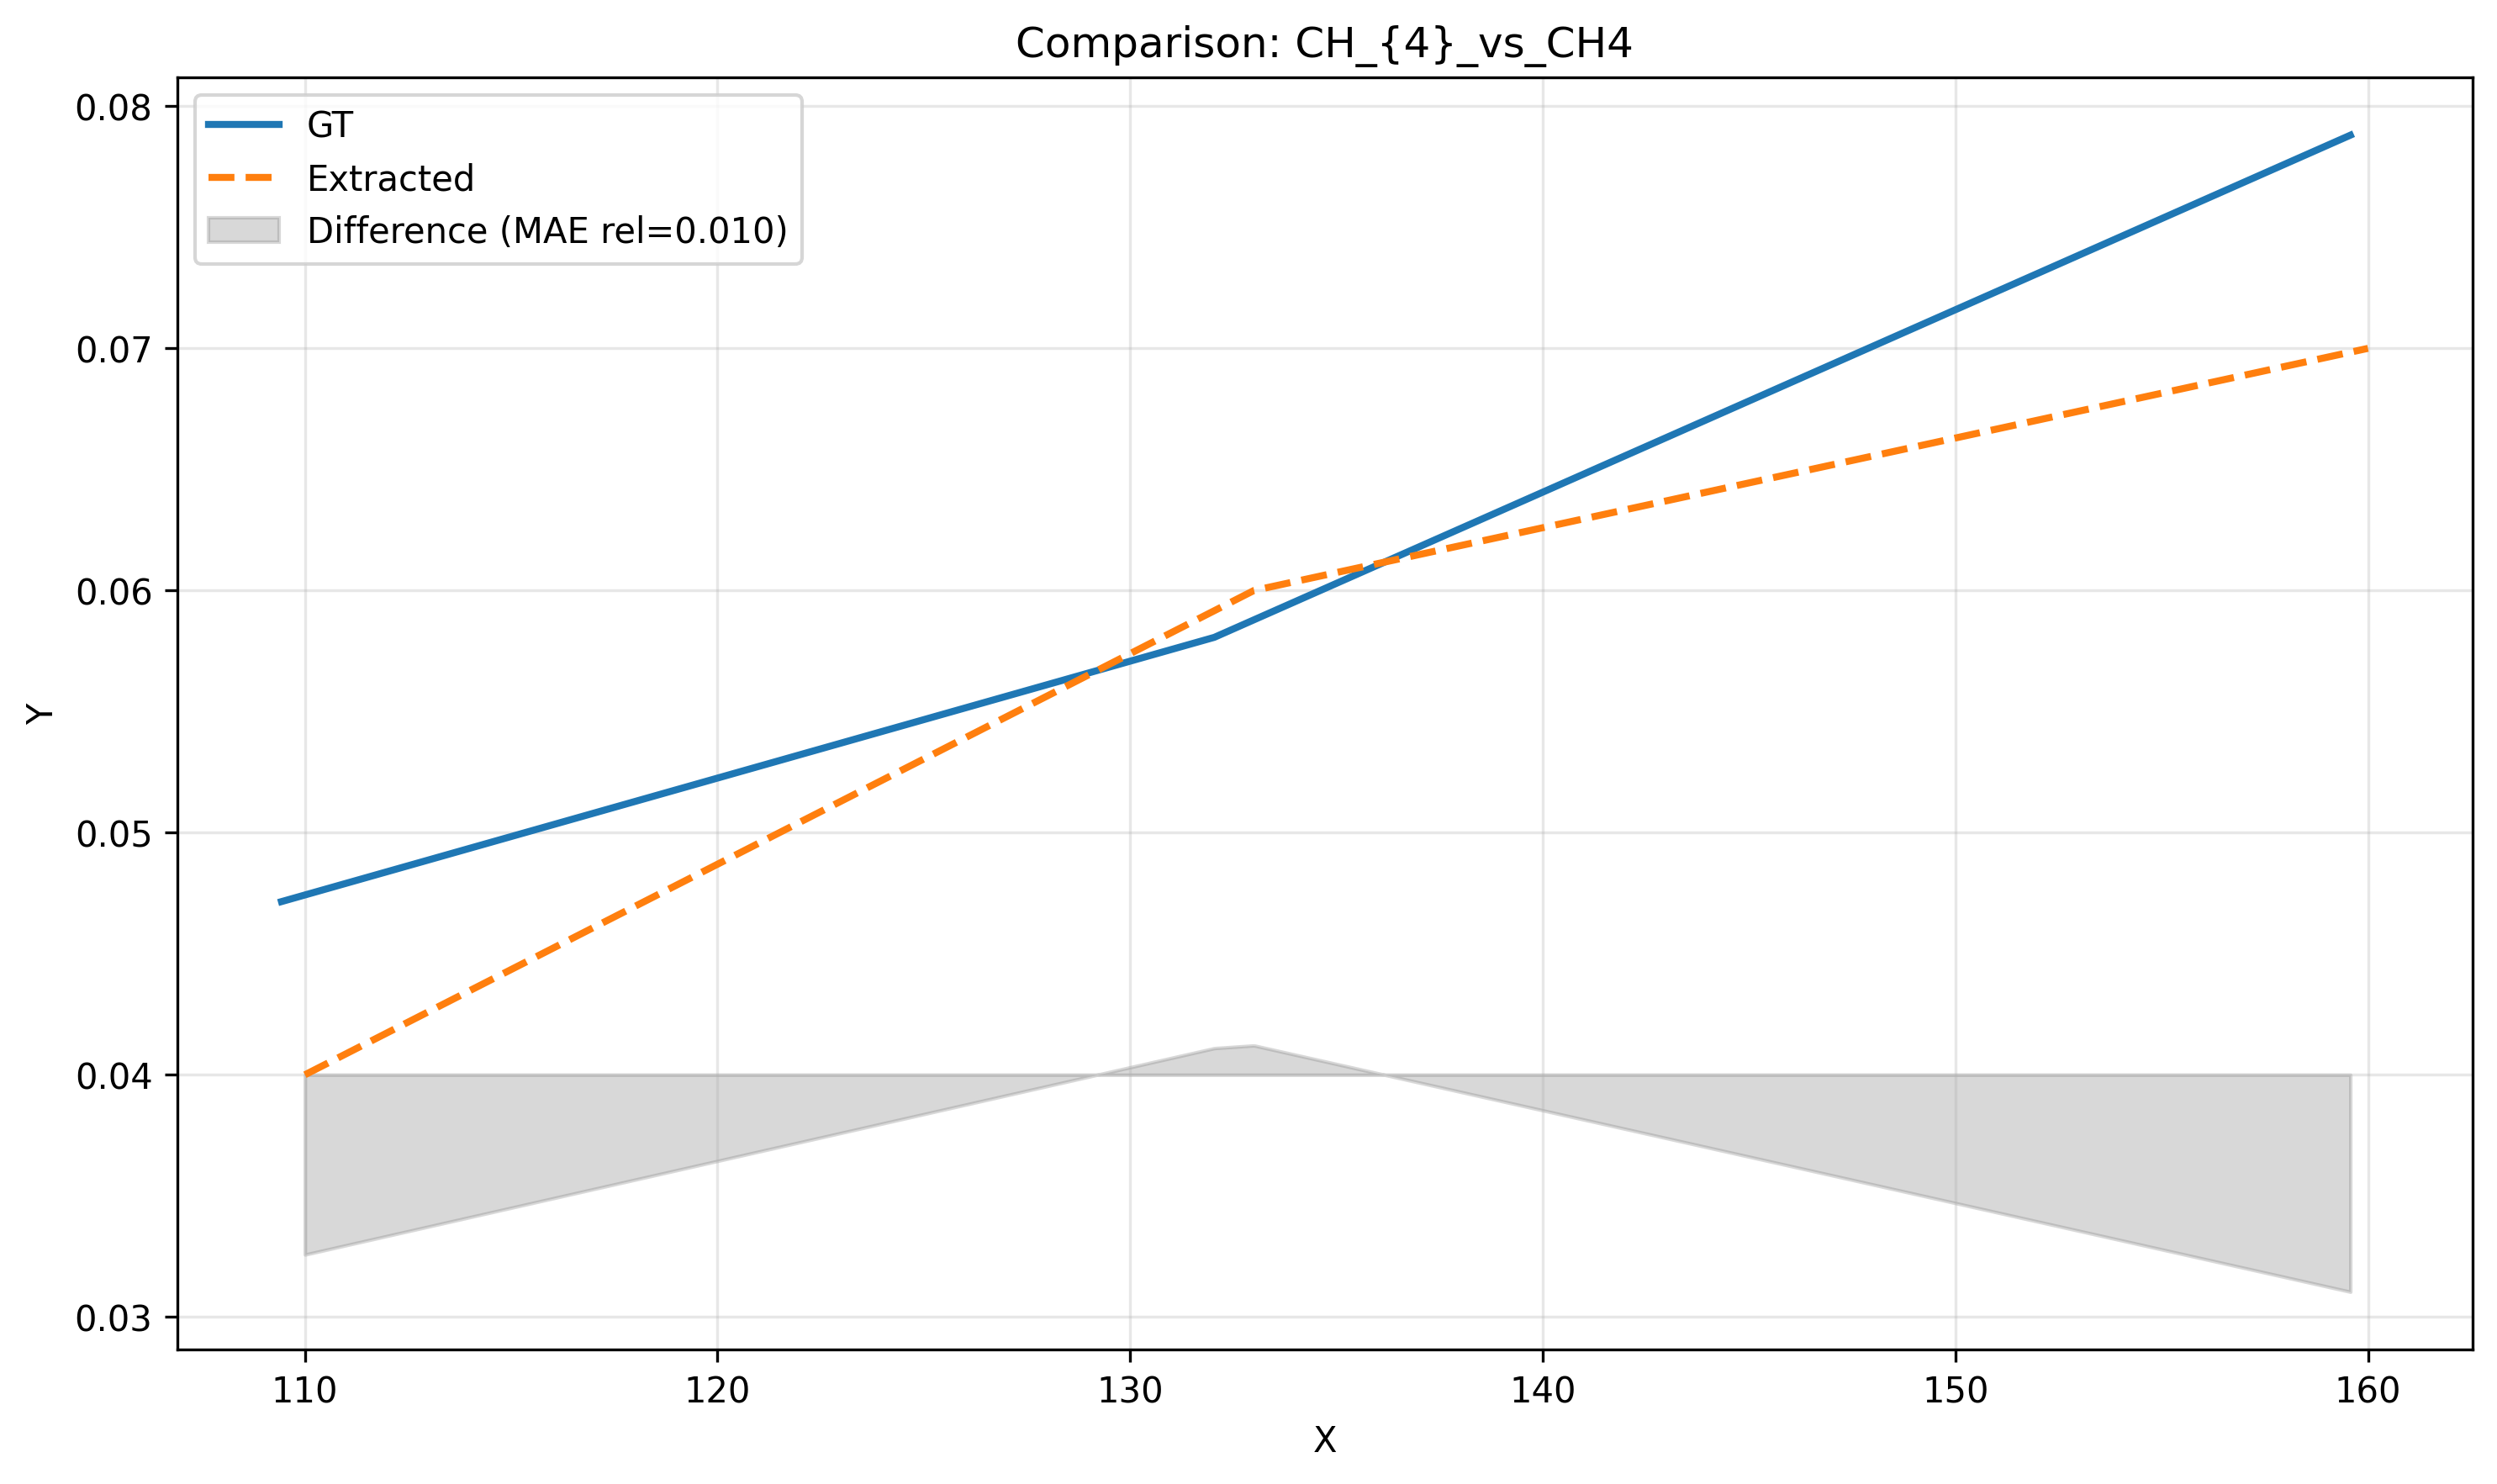 Comparison: CH_{4}_vs_CH4
GT
Extracted
Difference (MAE rel=0.010)
0.08
0.07
0.06
0.05
0.04
0.03
Y
110 120 130 140 150 160
X